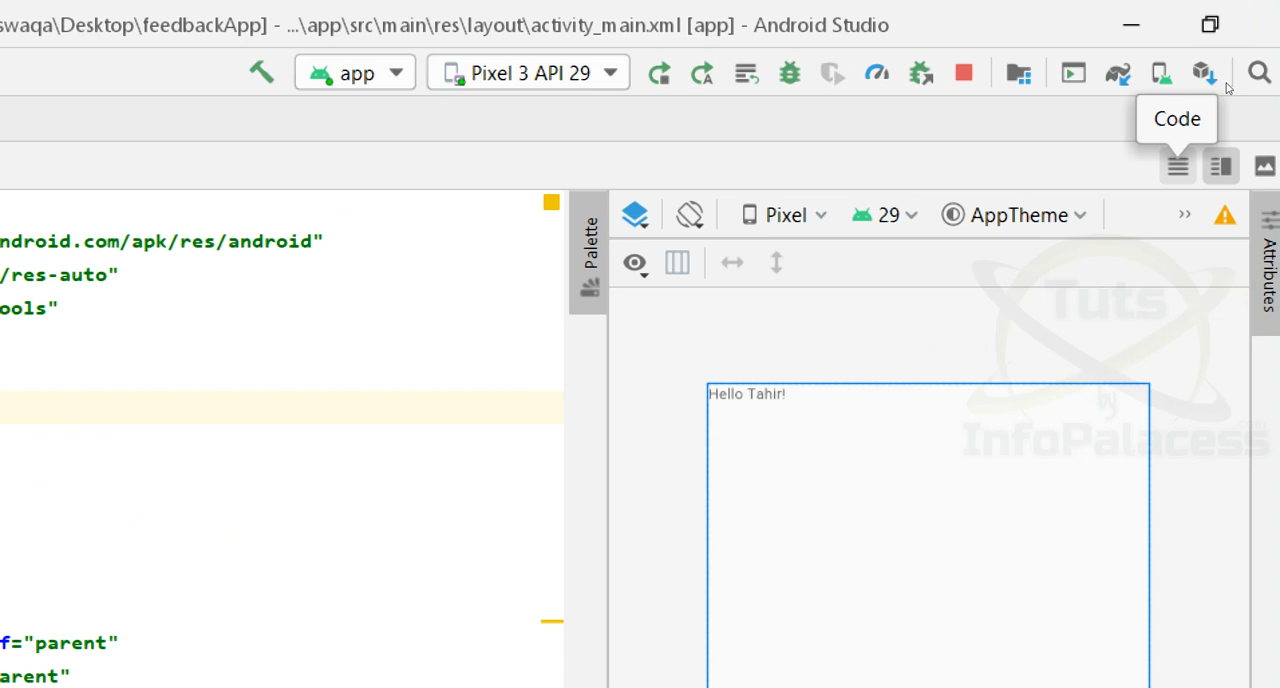 swaqa\Desktop\feedbackApp] - ...\app\src\main\res\layout\activity_main.xml [app] - Android Studio
app
Pixel 3 API 29
Code
Palette
Pixel
29
AppTheme
Attributes
ndroid.com/apk/res/android"
/res-auto"
ools"
Tuts
by
InfoPalacess
Hello Tahir!
f="parent"
arent"